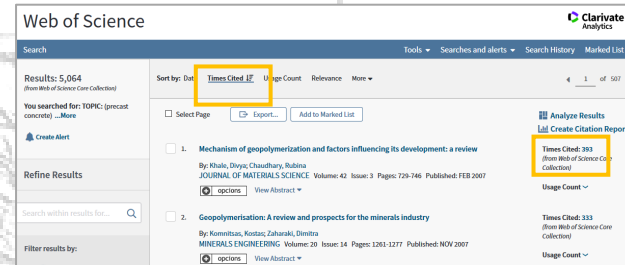 Web of Science
Clarivate
Analytics
Search
Tools
Searches and alerts
Search History
Marked List
Results: 5,064
(from Web of Science Core Collection)
You searched for: TOPIC: (precast
concrete) ...More
Create Alert
Refine Results
Search within results for...
Filter results by:
Sort by: Dat
Times Cited
Usage Count
Relevance
More
1 of 507
Select Page
Export...
Add to Marked List
Analyze Results
Create Citation Repor
1. Mechanism of geopolymerization and factors influencing its development: a review
By: Khale, Divya; Chaudhary, Rubina
JOURNAL OF MATERIALS SCIENCE Volume: 42 Issue: 3 Pages: 729-746 Published: FEB 2007
opcions
View Abstract
Times Cited: 393
(from Web of Science Core
Collection)
Usage Count
2. Geopolymerisation: A review and prospects for the minerals industry
By: Komnitsas, Kostas; Zaharaki, Dimitra
MINERALS ENGINEERING Volume: 20 Issue: 14 Pages: 1261-1277 Published: NOV 2007
opcions
View Abstract
Times Cited: 333
(from Web of Science Core
Collection)
Usage Count